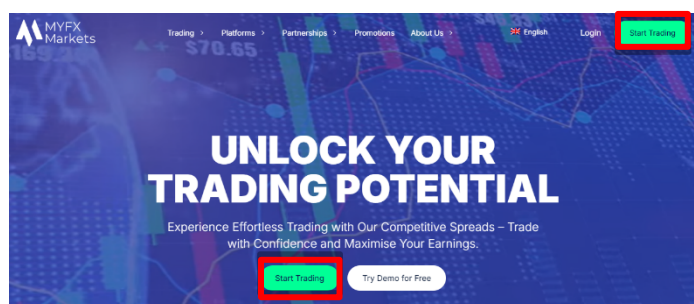 MYFX
Markets
Trading Platforms Partnerships Promotions About Us English Login Start Trading
$70.65
UNLOCK YOUR
TRADING POTENTIAL
Experience Effortless Trading with Our Competitive Spreads – Trade
with Confidence and Maximise Your Earnings.
Start Trading Try Demo for Free